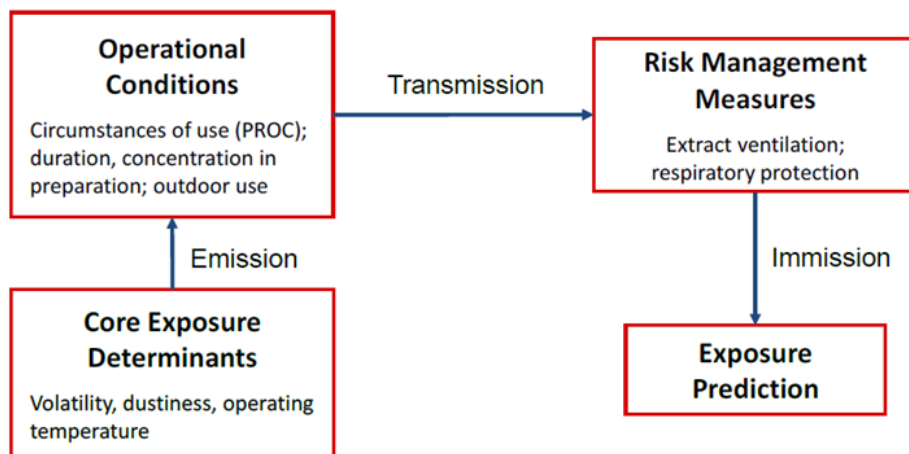 Operational
Conditions
Circumstances of use (PROC);
duration, concentration in
preparation; outdoor use
Transmission
Risk Management
Measures
Extract ventilation;
respiratory protection
Emission
Immission
Core Exposure
Determinants
Volatility, dustiness, operating
temperature
Exposure
Prediction